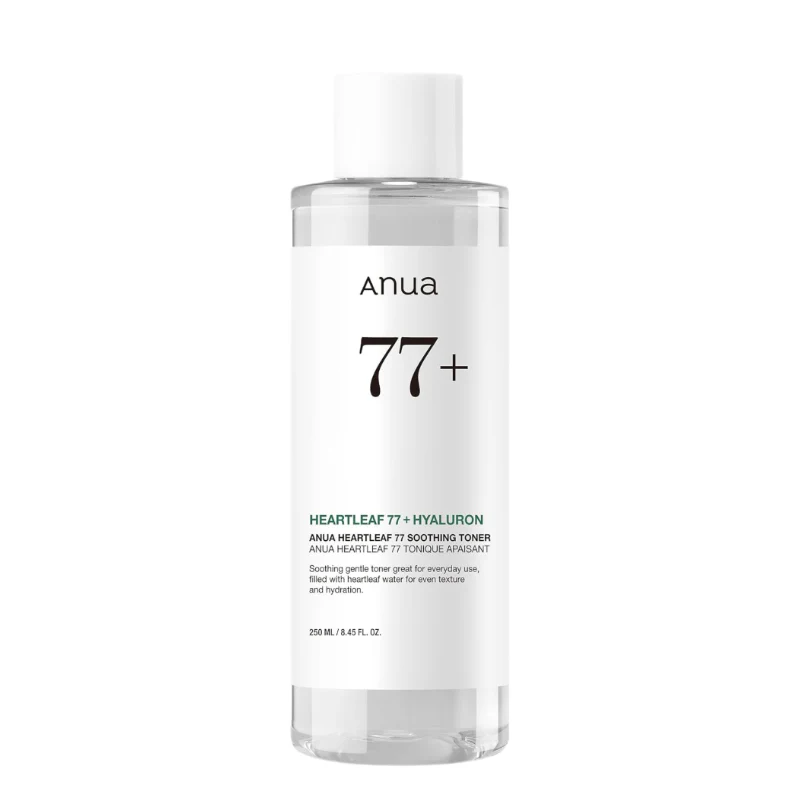 Anua
77+
HEARTLEAF 77+ HYALURON
ANUA HEARTLEAF 77 SOOTHING TONER
ANUA HEARTLEAF 77 TONIQUE APAISANT
Soothing gentle toner great for everyday use,
filled with heartleaf water for even texture
and hydration.
250 ML / 8.45 FL. OZ.